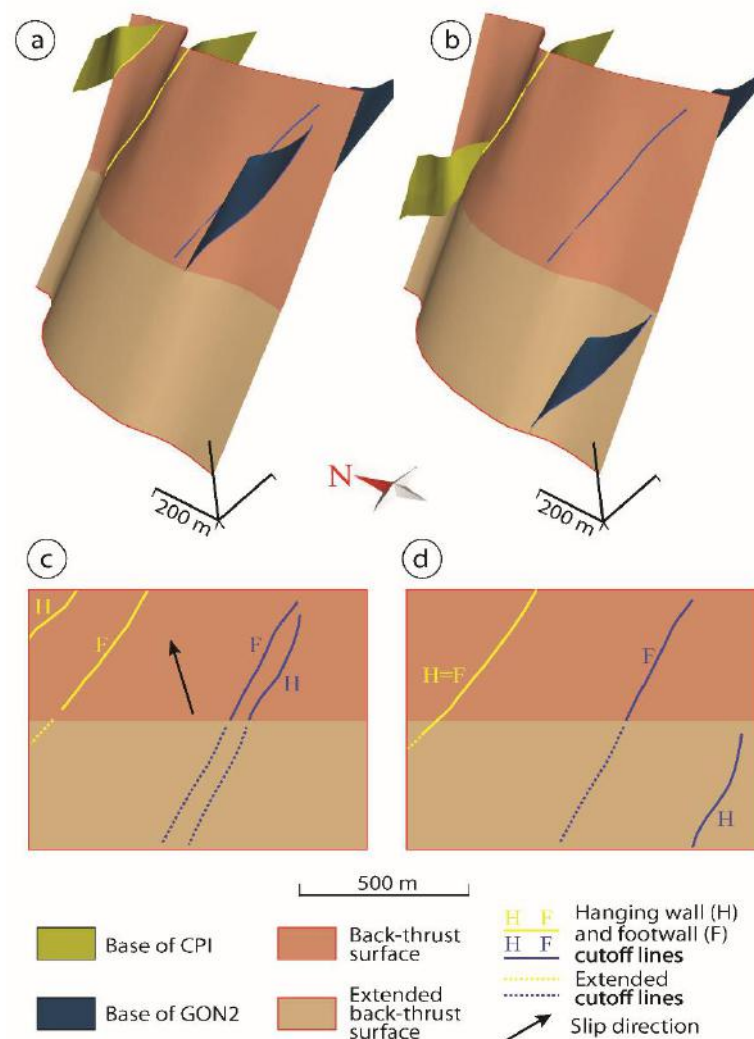 a
b
N
200 m
200 m
c
d
H
F
F
H
H=F
F
H
500 m
Base of CPI
Back-thrust
surface
H F
H F
Hanging wall (H)
and footwall (F)
cutoff lines
Base of GON2
Extended
back-thrust
surface
Extended
cutoff lines
Slip direction